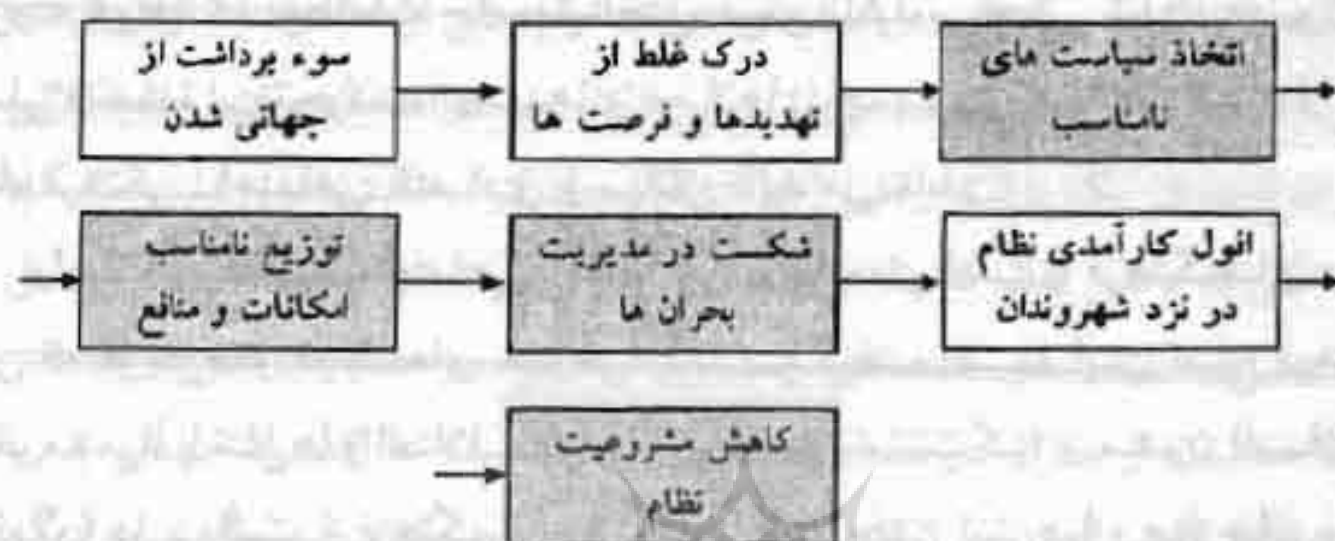 سوء برداشت از
جهانی شدن
درک غلط از
تهدیدها و فرصت ها
اتخاذ سیاست های
نامناسب
توزیع نامناسب
امکانات و منافع
شکست در مدیریت
بحران ها
افول کارآمدی نظام
در نزد شهروندان
کاهش مشروعیت
نظام